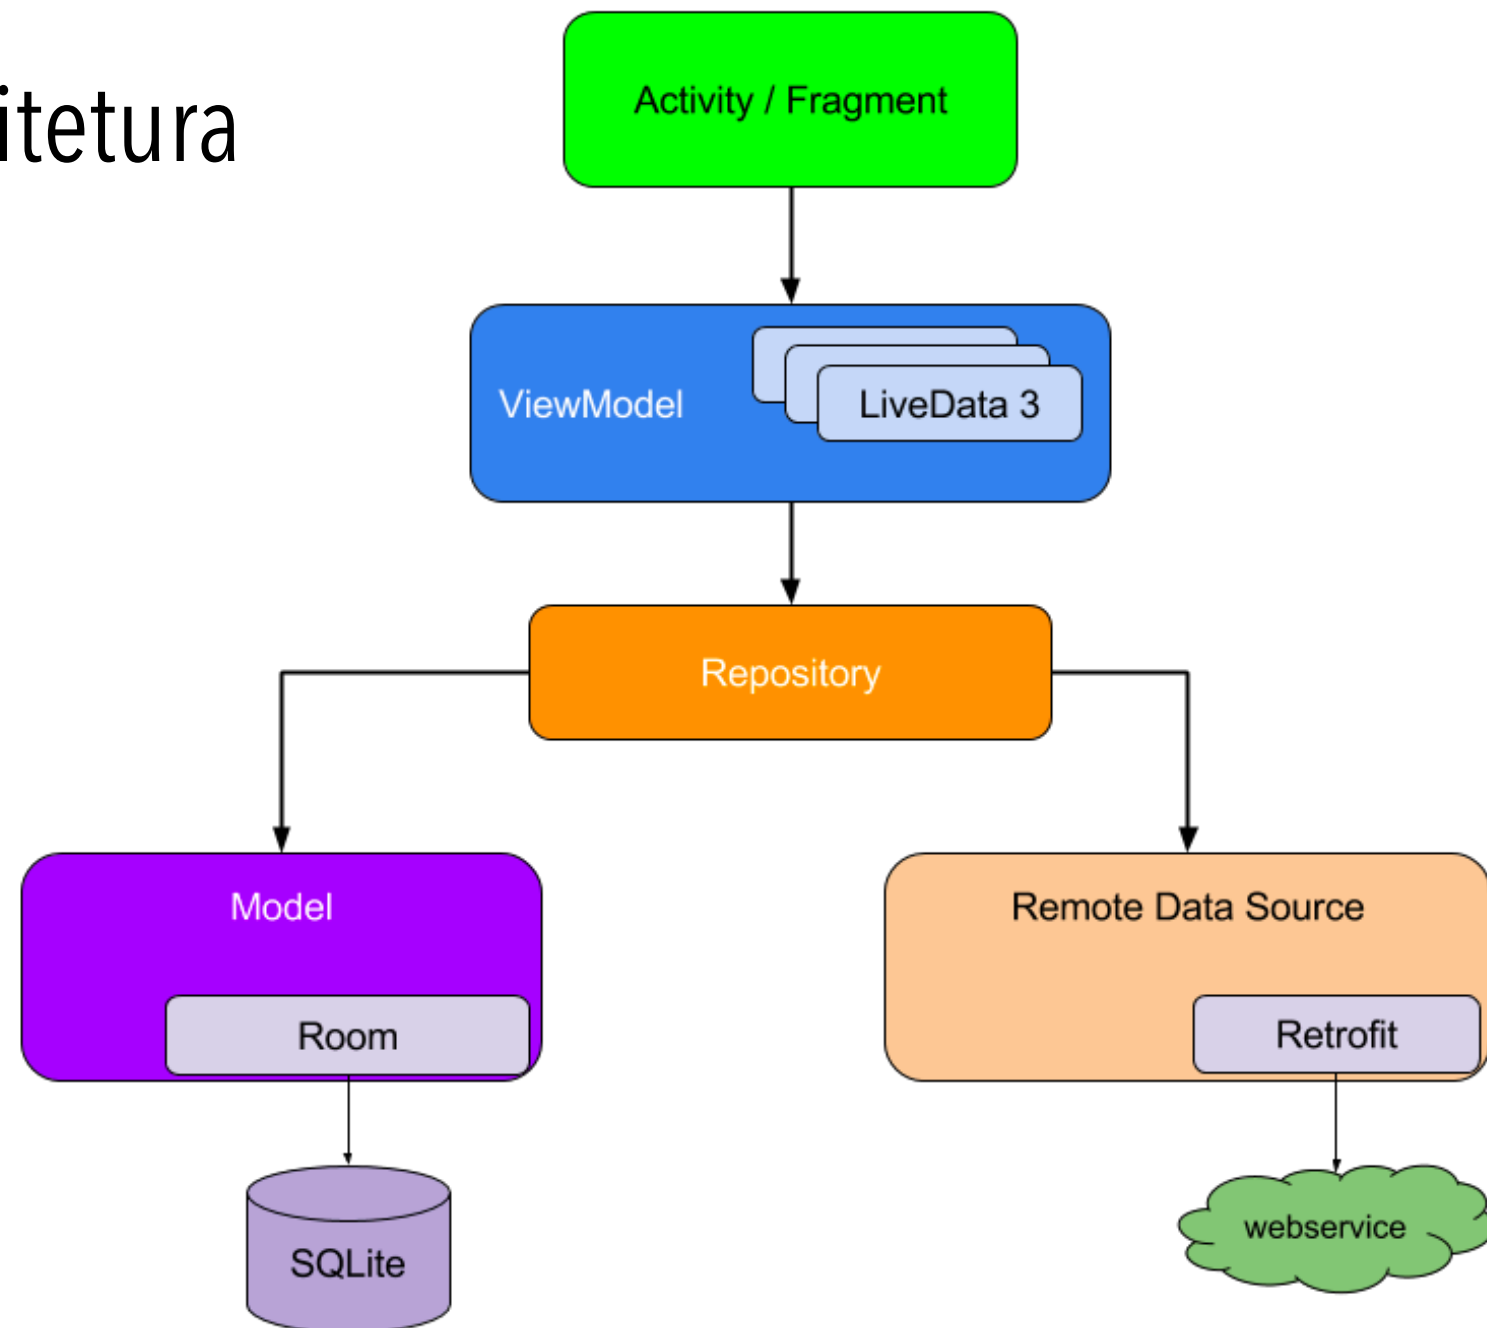 itetura
Activity / Fragment
ViewModel
LiveData 3
Repository
Model
Remote Data Source
Room
Retrofit
SQLite
webservice